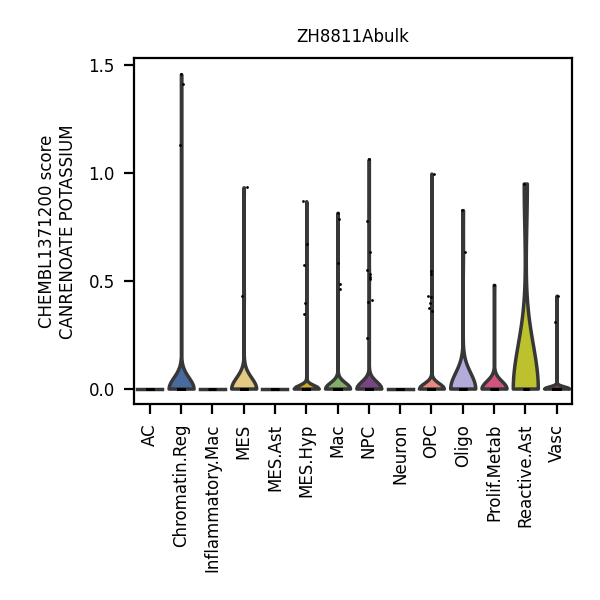 ZH8811Abulk
CHEMBL1371200 score
CANRENOATE POTASSIUM
1.5
1.0
0.5
0.0
AC
Chromatin.Reg
Inflammatory.Mac
MES
MES.Ast
MES.Hyp
Mac
NPC
Neuron
OPC
Oligo
Prolif.Metab
Reactive.Ast
Vasc